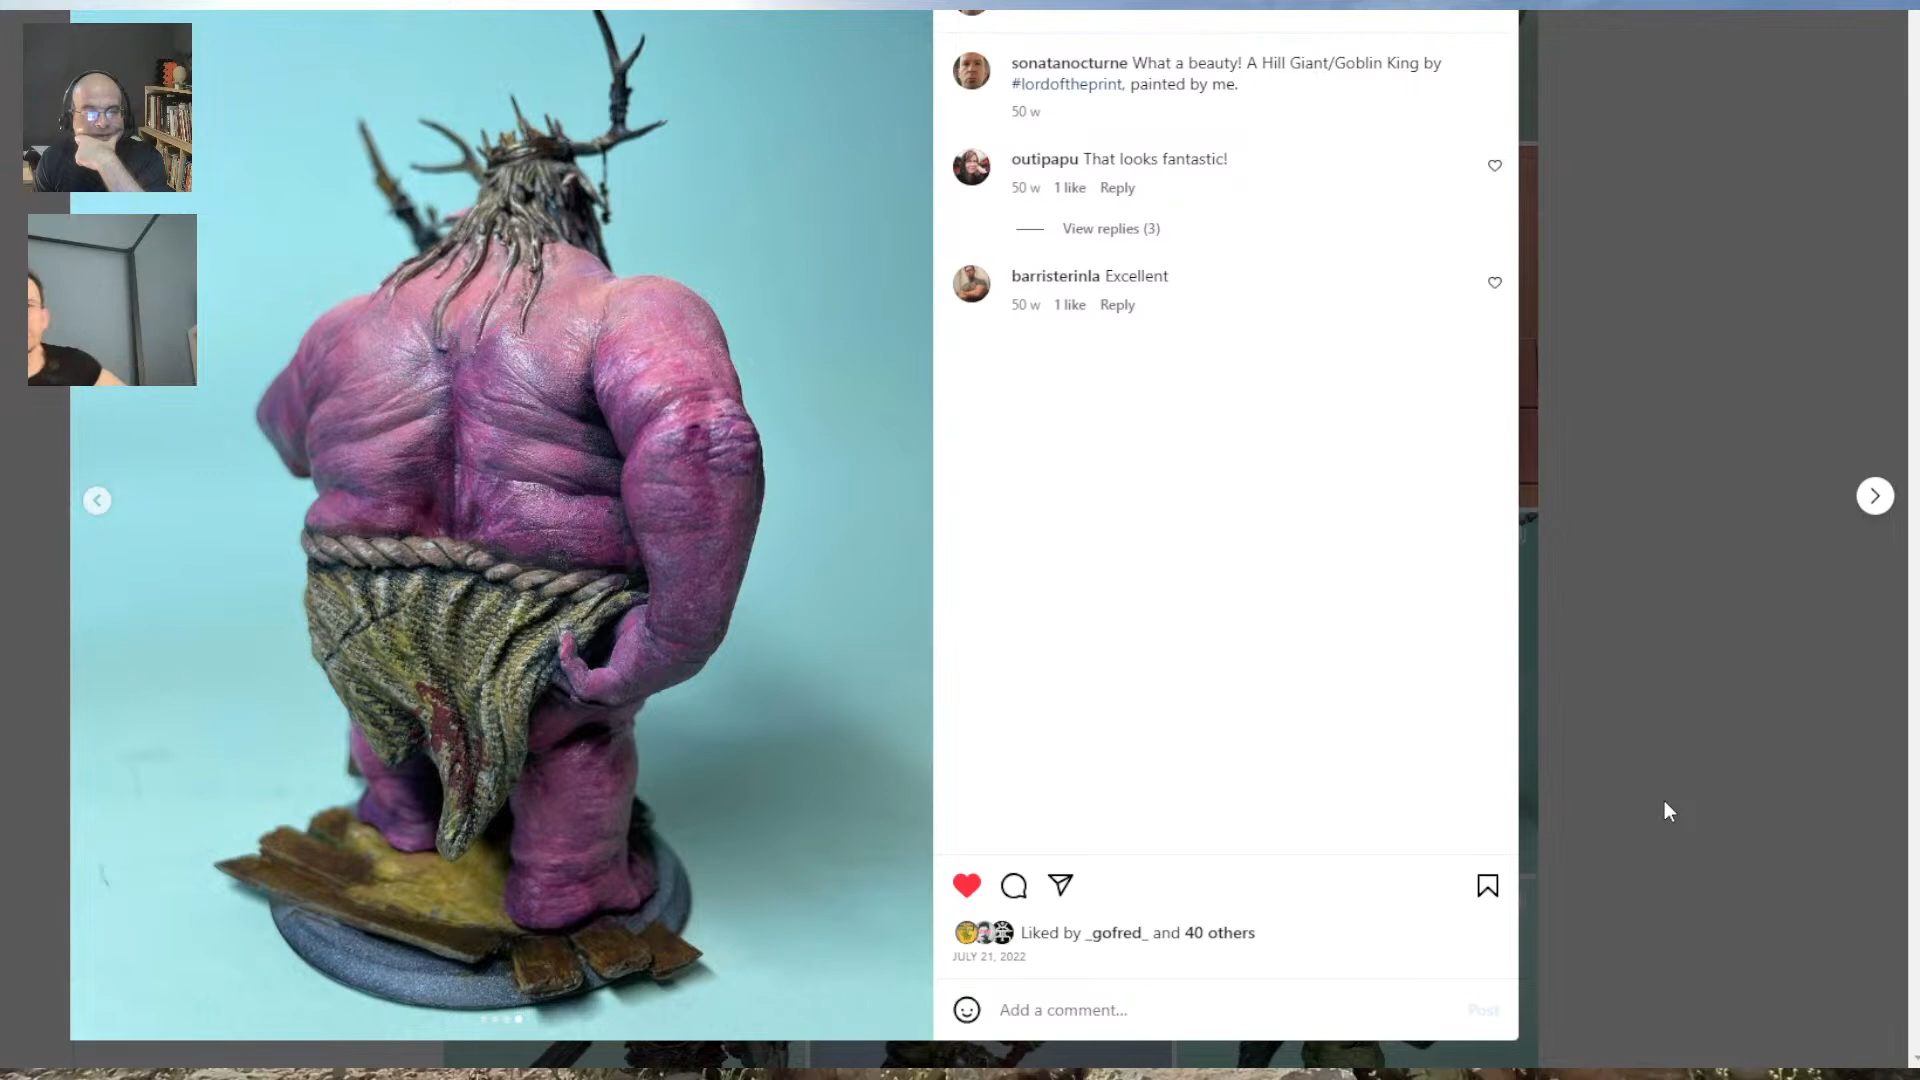 sonatanocturne What a beauty! A Hill Giant/Goblin King by
#lordoftheprint, painted by me.
50 w
outipapu That looks fantastic!
50 w 1 like Reply
View replies (3)
barristerinla Excellent
50 w 1 like Reply
Liked by _gofred_ and 40 others
JULY 21, 2022
Add a comment...
Post